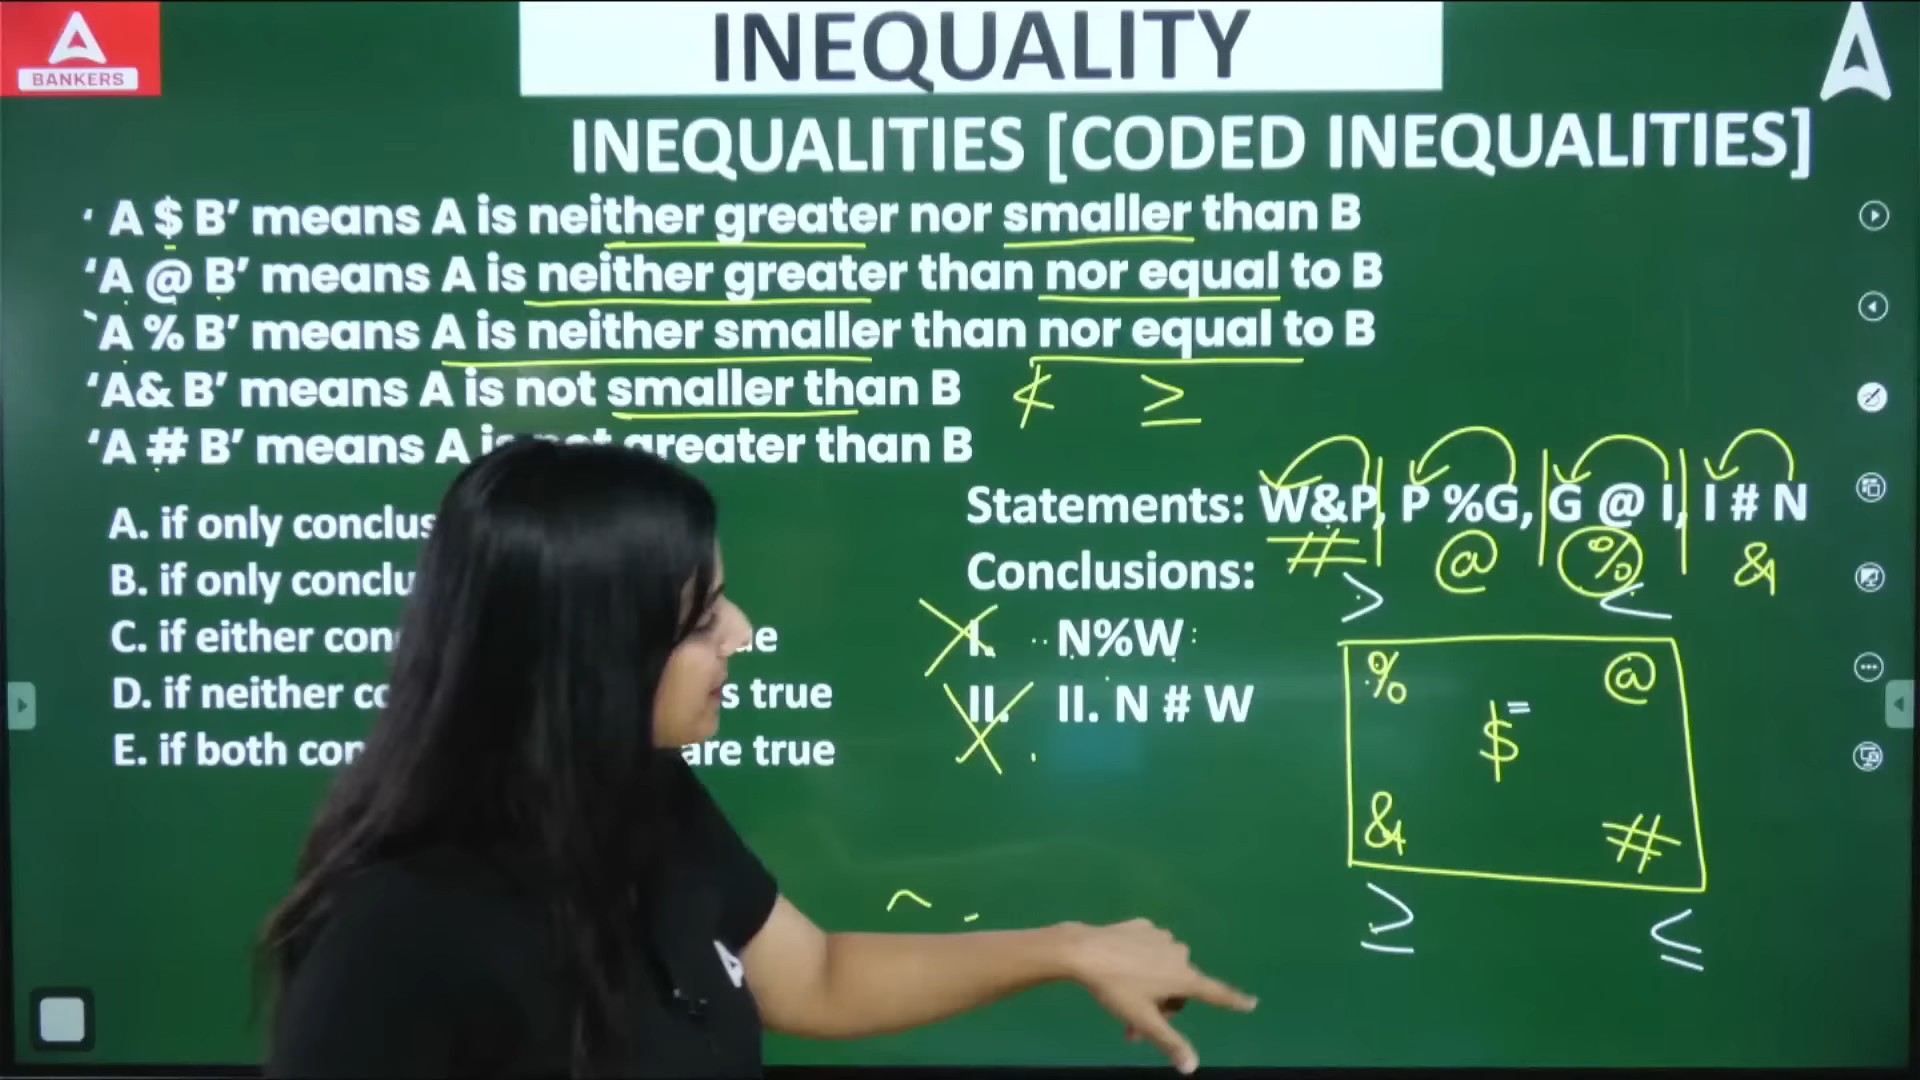 BANKERS
INEQUALITY
INEQUALITIES [CODED INEQUALITIES]
‘ A $ B’ means A is neither greater nor smaller than B
‘A @ B’ means A is neither greater than nor equal to B
`A % B’ means A is neither smaller than nor equal to B
‘A& B’ means A is not smaller than B
≮ ≥
‘A # B’ means A is not greater than B
A. if only conclus
B. if only conclu
C. if either con
D. if neither co s true
E. if both con are true
Statements: W&P, P %G, G @ I, I # N
# @ % &
Conclusions:
> <
I. N%W
II. II. N # W
% @
$ =
& #
≥ ≤